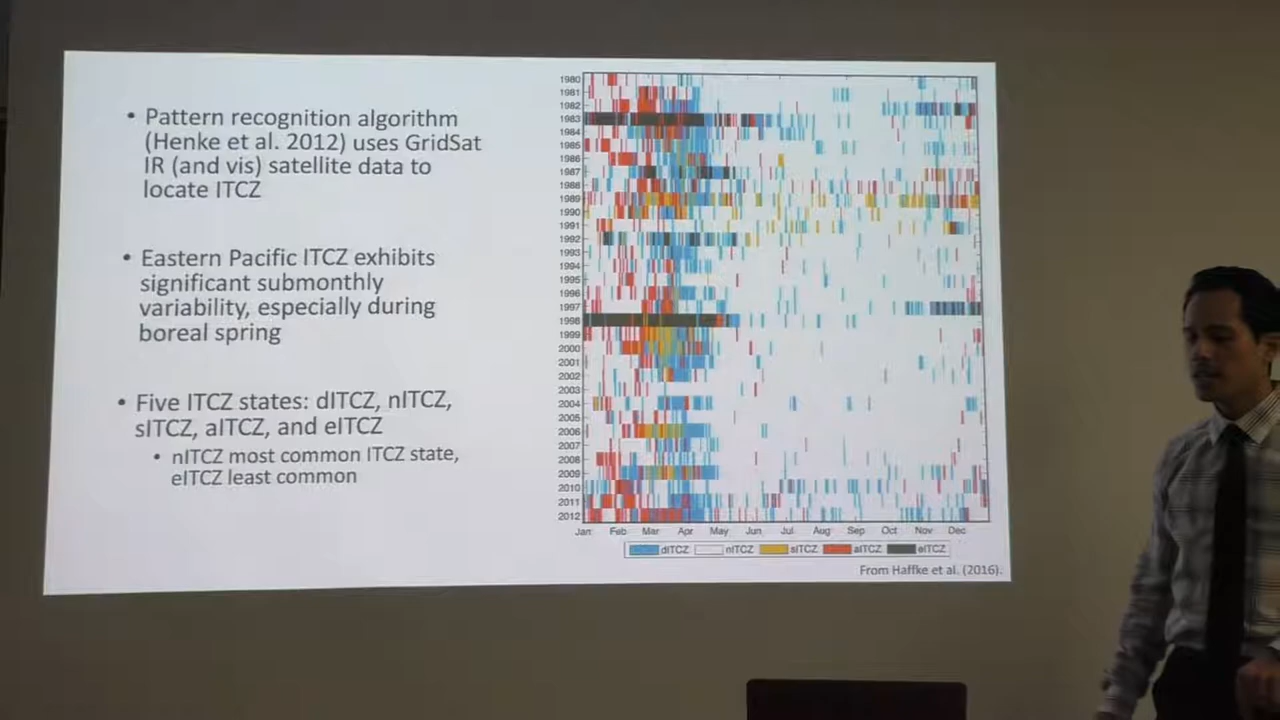 • Pattern recognition algorithm
(Henke et al. 2012) uses GridSat
IR (and vis) satellite data to
locate ITCZ
• Eastern Pacific ITCZ exhibits
significant submonthly
variability, especially during
boreal spring
• Five ITCZ states: dITCZ, nITCZ,
sITCZ, aITCZ, and eITCZ
• nITCZ most common ITCZ state,
eITCZ least common
1980
1981
1982
1983
1984
1985
1986
1987
1988
1989
1990
1991
1992
1993
1994
1995
1996
1997
1998
1999
2000
2001
2002
2003
2004
2005
2006
2007
2008
2009
2010
2011
2012
Jan Feb Mar Apr May Jun Jul Aug Sep Oct Nov Dec
dITCZ nITCZ sITCZ aITCZ eITCZ
From Haffke et al. (2016).